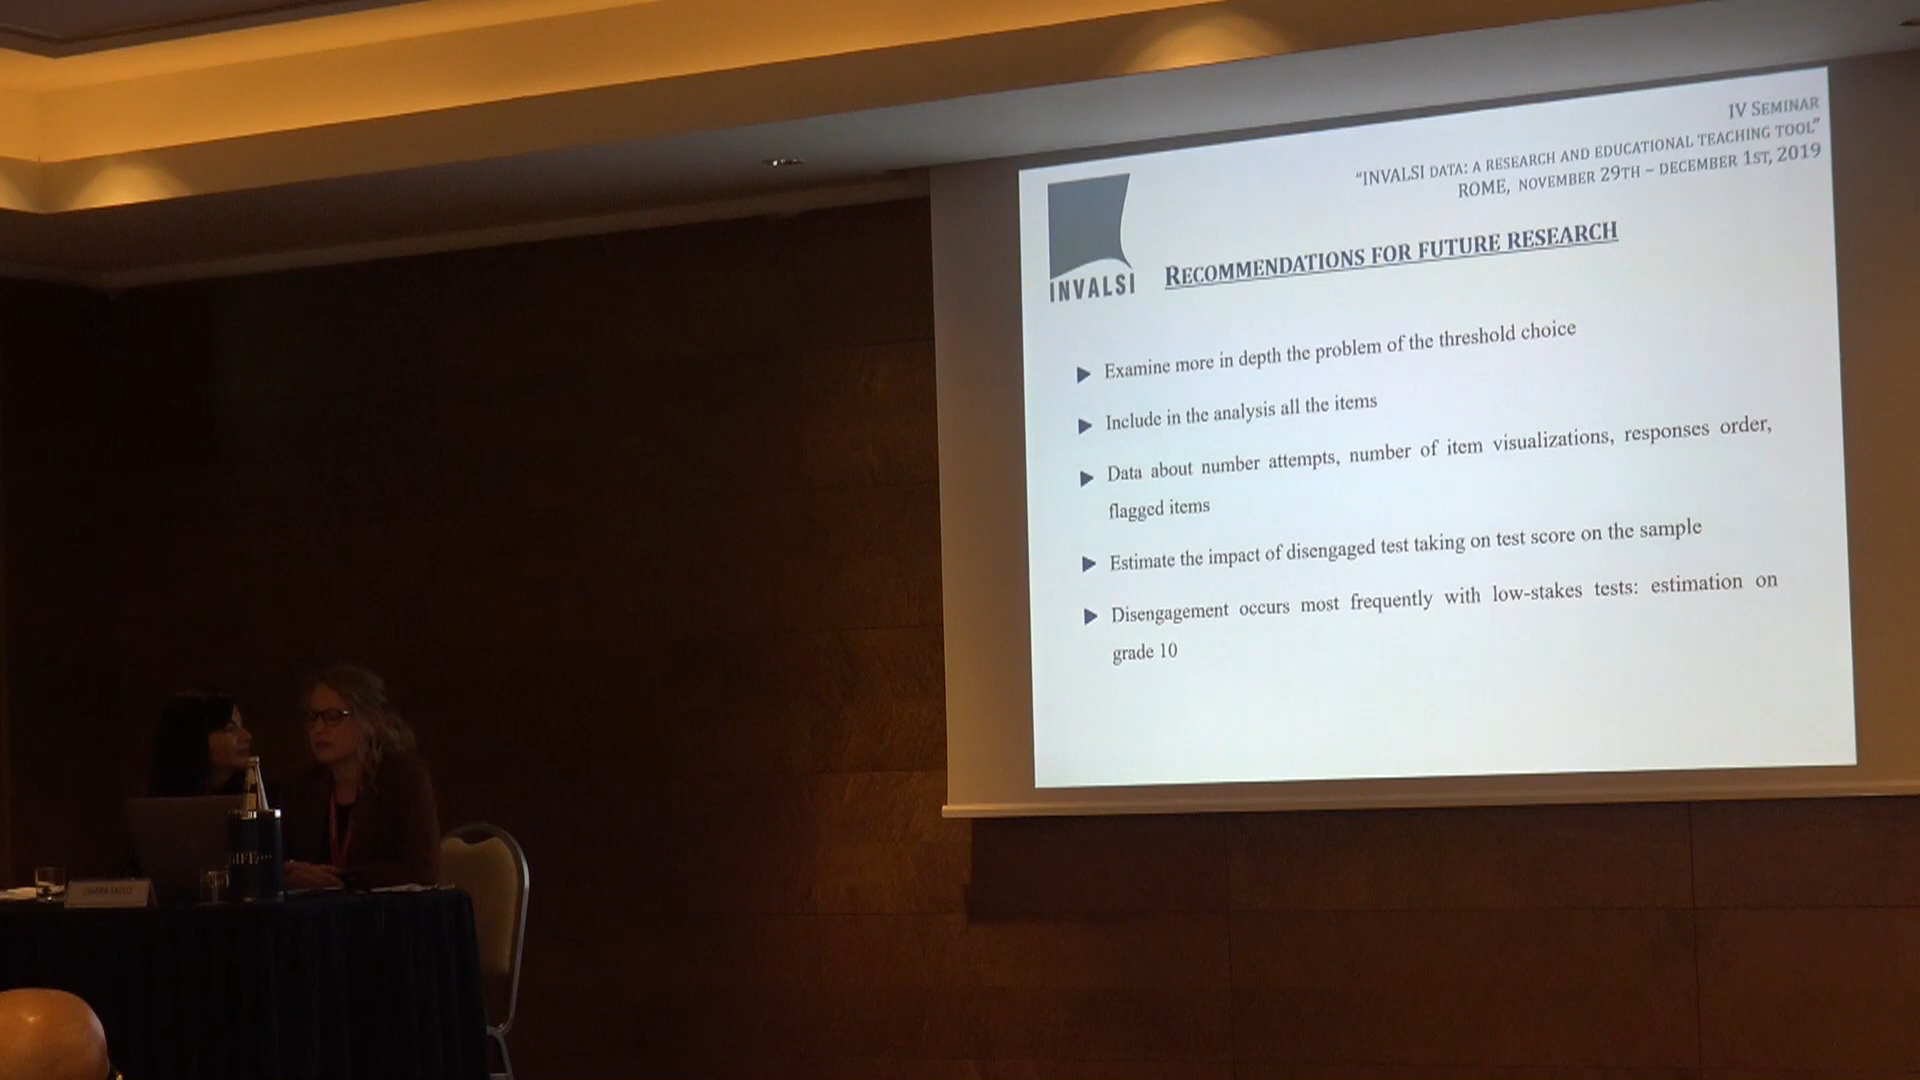 IV SEMINAR
"INVALSI DATA: A RESEARCH AND EDUCATIONAL TEACHING TOOL"
ROME, NOVEMBER 29TH – DECEMBER 1ST, 2019
INVALSI
RECOMMENDATIONS FOR FUTURE RESEARCH
Examine more in depth the problem of the threshold choice
Include in the analysis all the items
Data about number attempts, number of item visualizations, responses order,
flagged items
Estimate the impact of disengaged test taking on test score on the sample
Disengagement occurs most frequently with low-stakes tests: estimation on
grade 10